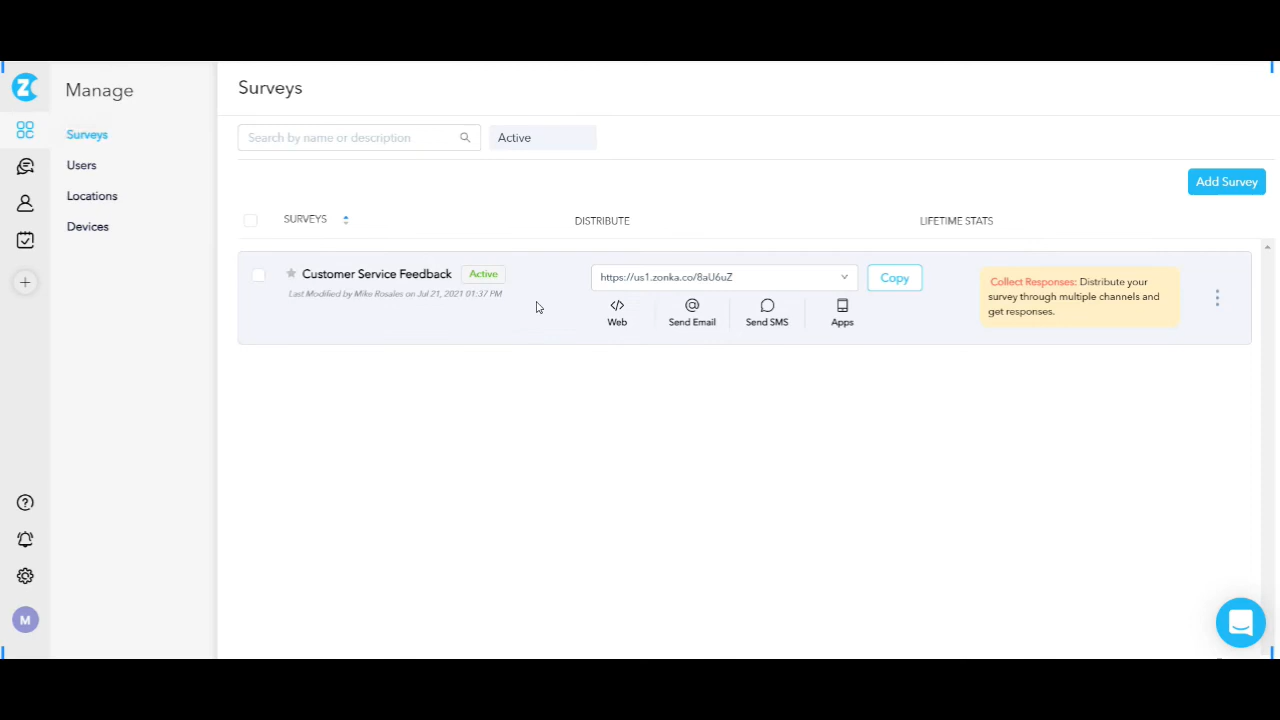 Manage
Surveys
Users
Locations
Devices
M
Surveys
Search by name or description
Active
Add Survey
SURVEYS
DISTRIBUTE
LIFETIME STATS
Customer Service Feedback
Active
Last Modified by Mike Rosales on Jul 21, 2021 01:37 PM
https://us1.zonka.co/8aU6uZ
Copy
Web
Send Email
Send SMS
Apps
Collect Responses: Distribute your
survey through multiple channels and
get responses.